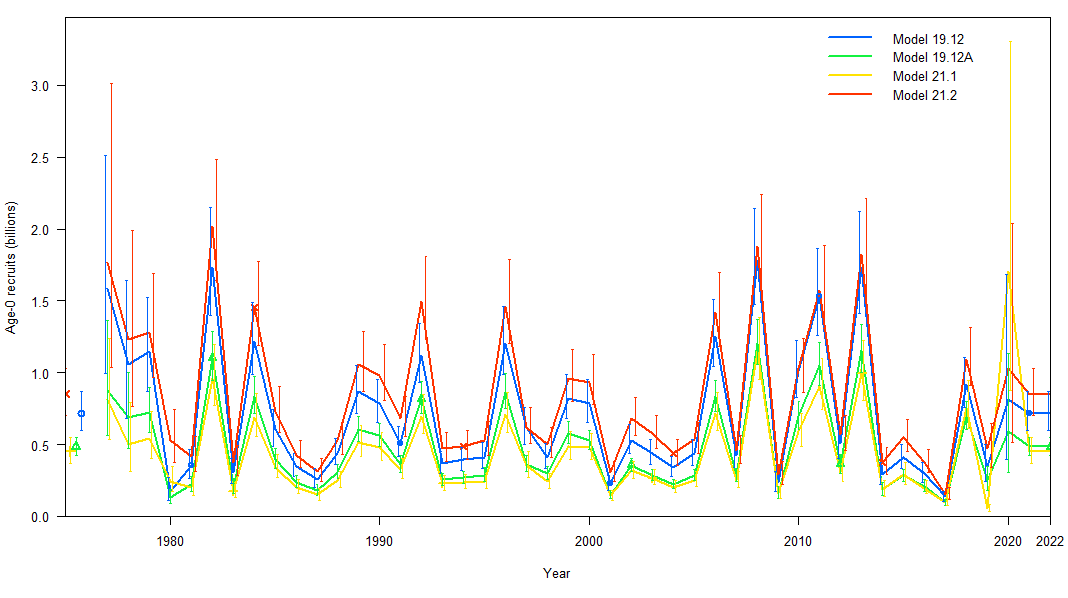 Model 19.12
Model 19.12A
Model 21.1
Model 21.2
3.0
2.5
2.0
1.5
1.0
0.5
0.0
Age-0 recruits (billions)
1980 1990 2000 2010 2020 2022
Year